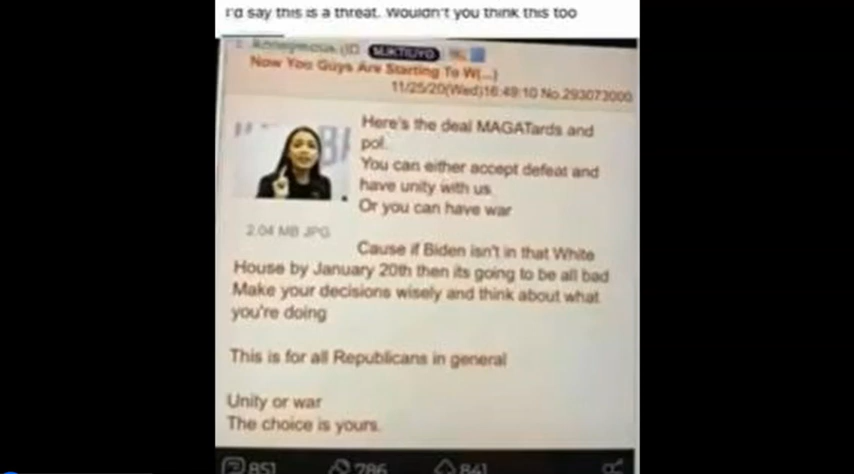 I'd say this is a threat. Wouldn't you think this too
Anonymous (ID
Now You Guys Are Starting To W(...)
11/25/20(Wed)16:49:10 No.293073000
Here's the deal MAGATards and
pol.
You can either accept defeat and
have unity with us
Or you can have war
2.04 MB JPG
Cause if Biden isn't in that White
House by January 20th then its going to be all bad
Make your decisions wisely and think about what
you're doing
This is for all Republicans in general
Unity or war
The choice is yours.
851 786 841